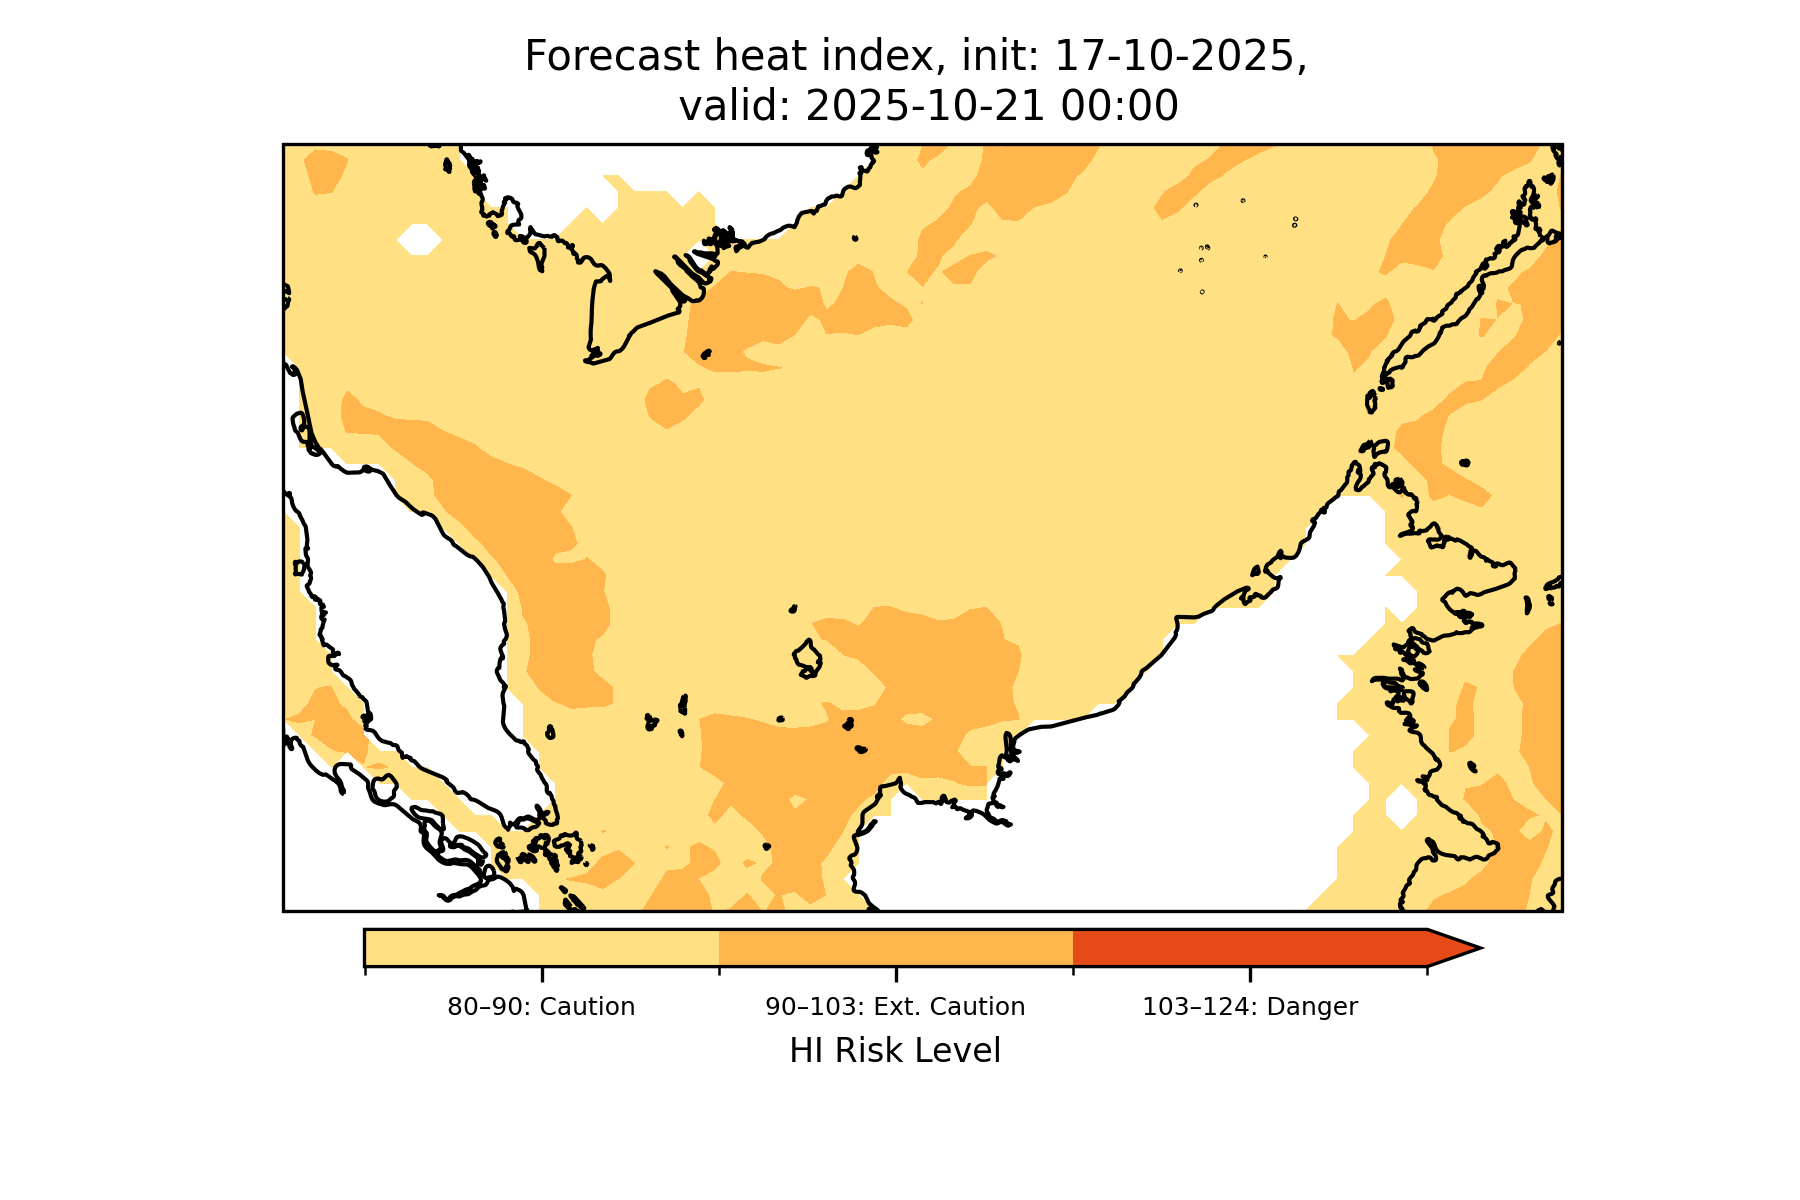 Forecast heat index, init: 17-10-2025,
valid: 2025-10-21 00:00
80–90: Caution
90–103: Ext. Caution
103–124: Danger
HI Risk Level